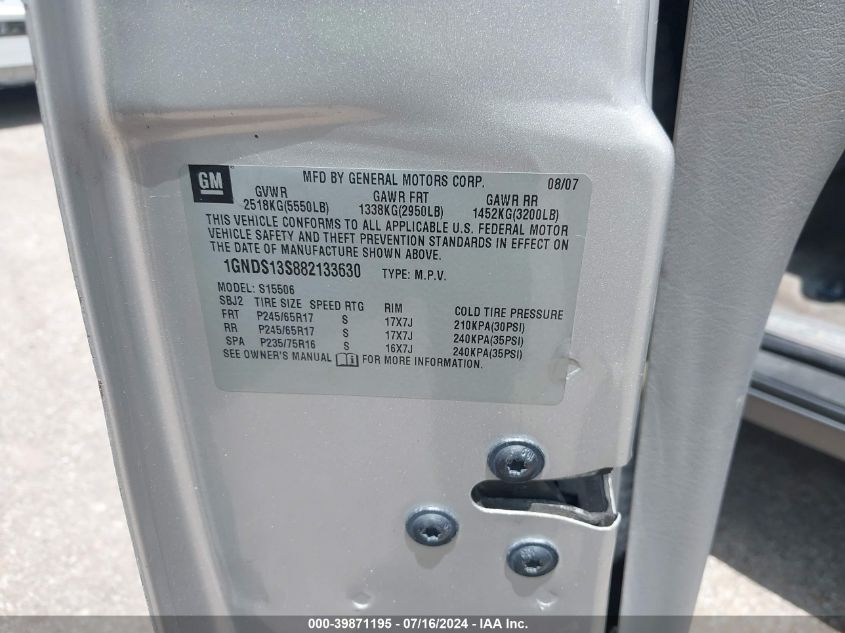 GM
MFD BY GENERAL MOTORS CORP. 08/07
GVWR GAWR FRT GAWR RR
2518KG(5550LB) 1338KG(2950LB) 1452KG(3200LB)
THIS VEHICLE CONFORMS TO ALL APPLICABLE U.S. FEDERAL MOTOR
VEHICLE SAFETY AND THEFT PREVENTION STANDARDS IN EFFECT ON
THE DATE OF MANUFACTURE SHOWN ABOVE.
1GNDS13S882133630 TYPE: M.P.V.
MODEL: S15506
SBJ2 TIRE SIZE SPEED RTG RIM COLD TIRE PRESSURE
FRT P245/65R17 S 17X7J 210KPA(30PSI)
RR P245/65R17 S 17X7J 240KPA(35PSI)
SPA P235/75R16 S 16X7J 240KPA(35PSI)
SEE OWNER'S MANUAL FOR MORE INFORMATION.
000-39871195 - 07/16/2024 - IAA Inc.